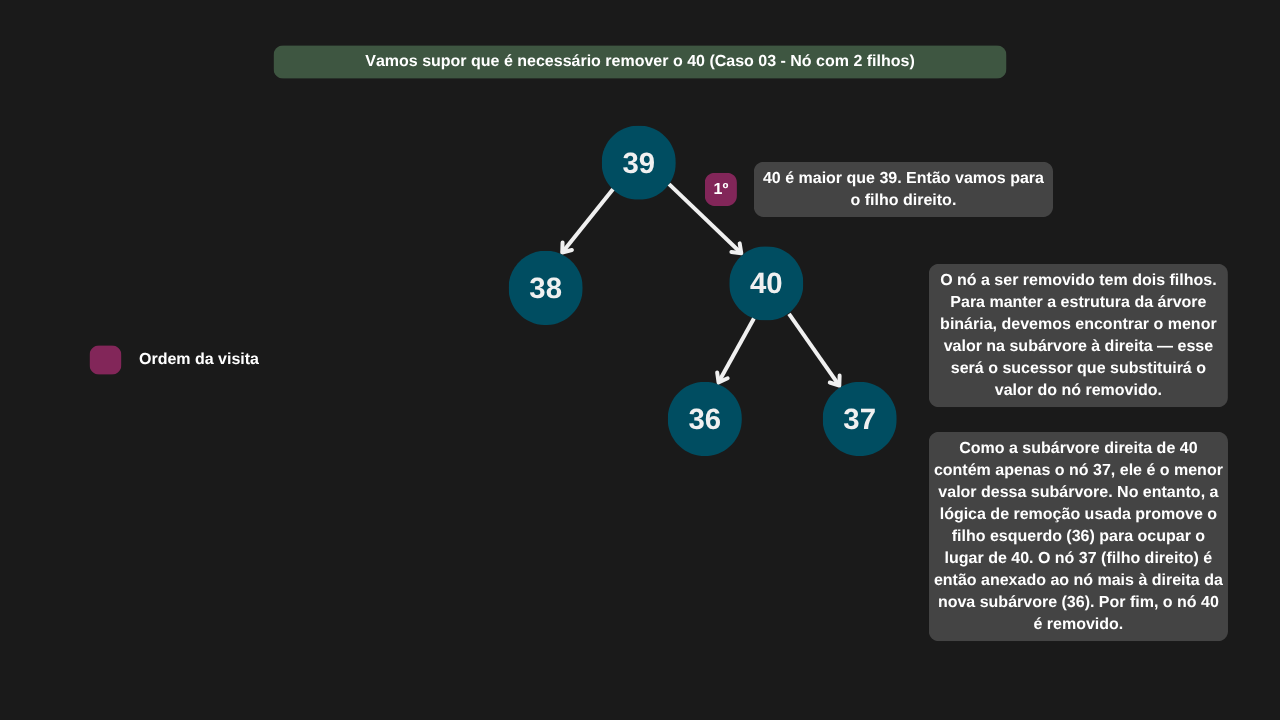 Vamos supor que é necessário remover o 40 (Caso 03 - Nó com 2 filhos)
39
1º
40 é maior que 39. Então vamos para
o filho direito.
38
40
O nó a ser removido tem dois filhos.
Para manter a estrutura da árvore
binária, devemos encontrar o menor
valor na subárvore à direita — esse
será o sucessor que substituirá o
valor do nó removido.
Ordem da visita
36
37
Como a subárvore direita de 40
contém apenas o nó 37, ele é o menor
valor dessa subárvore. No entanto, a
lógica de remoção usada promove o
filho esquerdo (36) para ocupar o
lugar de 40. O nó 37 (filho direito) é
então anexado ao nó mais à direita da
nova subárvore (36). Por fim, o nó 40
é removido.